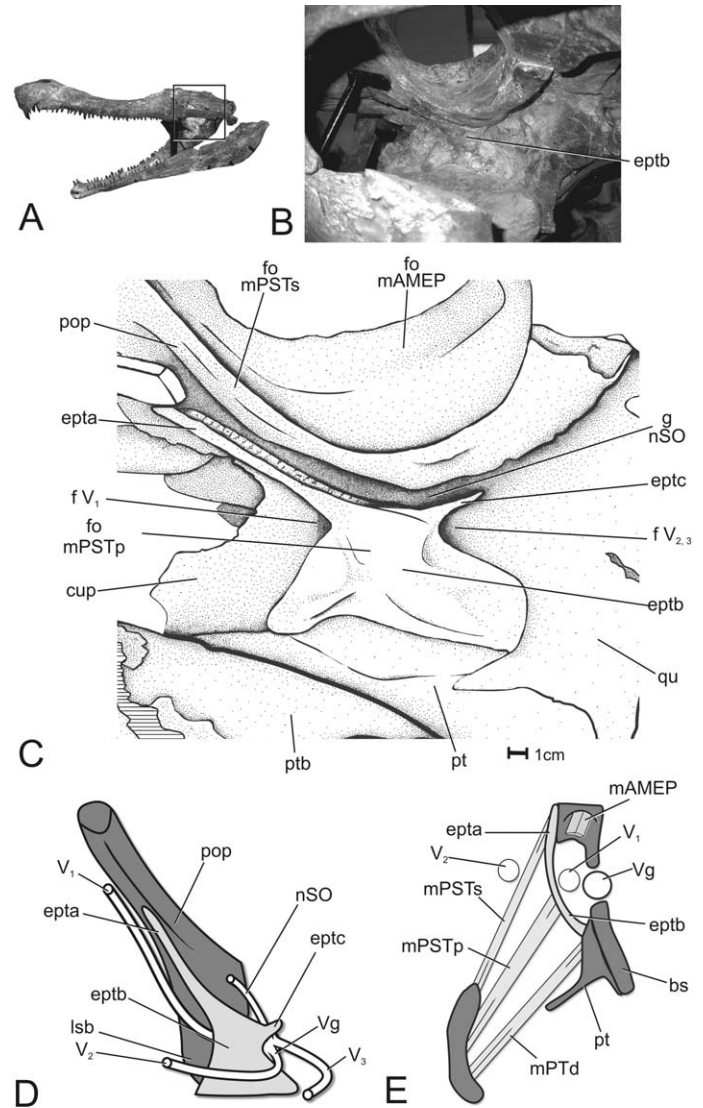 A
B
eptb
fo
mPSTs
fo
mAMEP
pop
epta
g
nSO
eptc
f V1
fo
mPSTp
f V2, 3
cup
eptb
qu
ptb
pt
1cm
C
V1
pop
epta
nSO
eptc
eptb
Vg
lsb
V2
V3
D
mAMEP
epta
V1
V2
Vg
mPSTs
eptb
mPSTp
bs
pt
mPTd
E